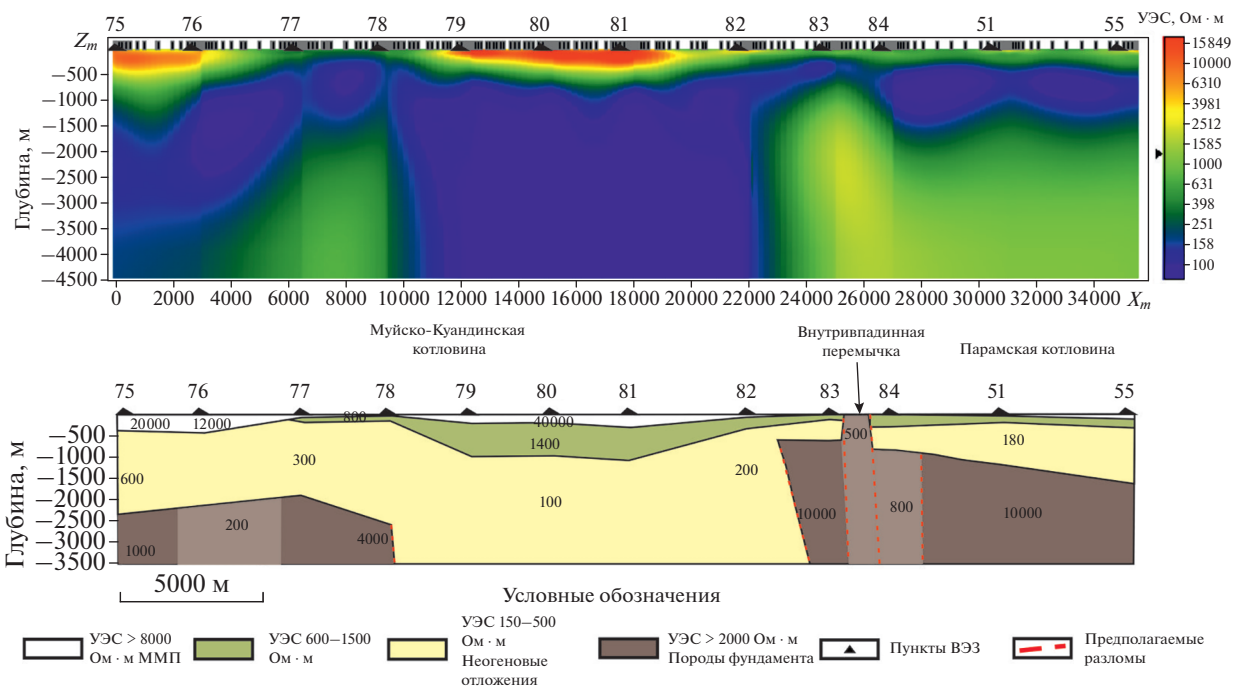 75 76 77 78 79 80 81 82 83 84 51 55
УЭС, Ом · м
Zm
−500
−1000
−1500
−2000
−2500
−3000
−3500
−4000
−4500
Глубина, м
0 2000 4000 6000 8000 10000 12000 14000 16000 18000 20000 22000 24000 26000 28000 30000 32000 34000 Xm
15849
10000
6310
3981
2512
1585
1000
631
398
251
158
100
Муйско-Куандинская
котловина
Внутривпадинная
перемычка
Парамская котловина
75 76 77 78 79 80 81 82 83 84 51 55
−500
−1000
−1500
−2000
−2500
−3000
−3500
Глубина, м
20000 12000 800 40000 500
1400 180
600 300 100 200
1000 200 4000 10000 800 10000
5000 м
Условные обозначения
УЭС > 8000
Ом · м ММП
УЭС 600−1500
Ом · м
УЭС 150−500
Ом · м
Неогеновые
отложения
УЭС > 2000 Ом · м
Породы фундамента
Пункты ВЭЗ
Предполагаемые
разломы